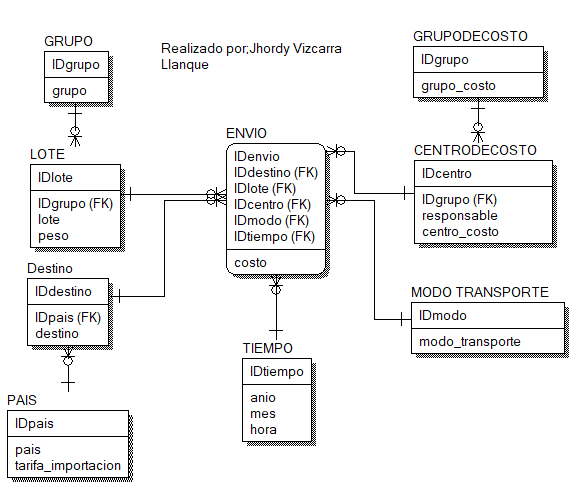 GRUPO
IDgrupo
grupo
Realizado por;Jhordy Vizcarra
Llanque
GRUPODECOSTO
IDgrupo
grupo_costo
LOTE
IDlote
IDgrupo (FK)
lote
peso
ENVIO
IDenvio
IDdestino (FK)
IDlote (FK)
IDcentro (FK)
IDmodo (FK)
IDtiempo (FK)
costo
CENTRODECOSTO
IDcentro
IDgrupo (FK)
responsable
centro_costo
Destino
IDdestino
IDpais (FK)
destino
MODO TRANSPORTE
IDmodo
modo_transporte
TIEMPO
IDtiempo
anio
mes
hora
PAIS
IDpais
pais
tarifa_importacion